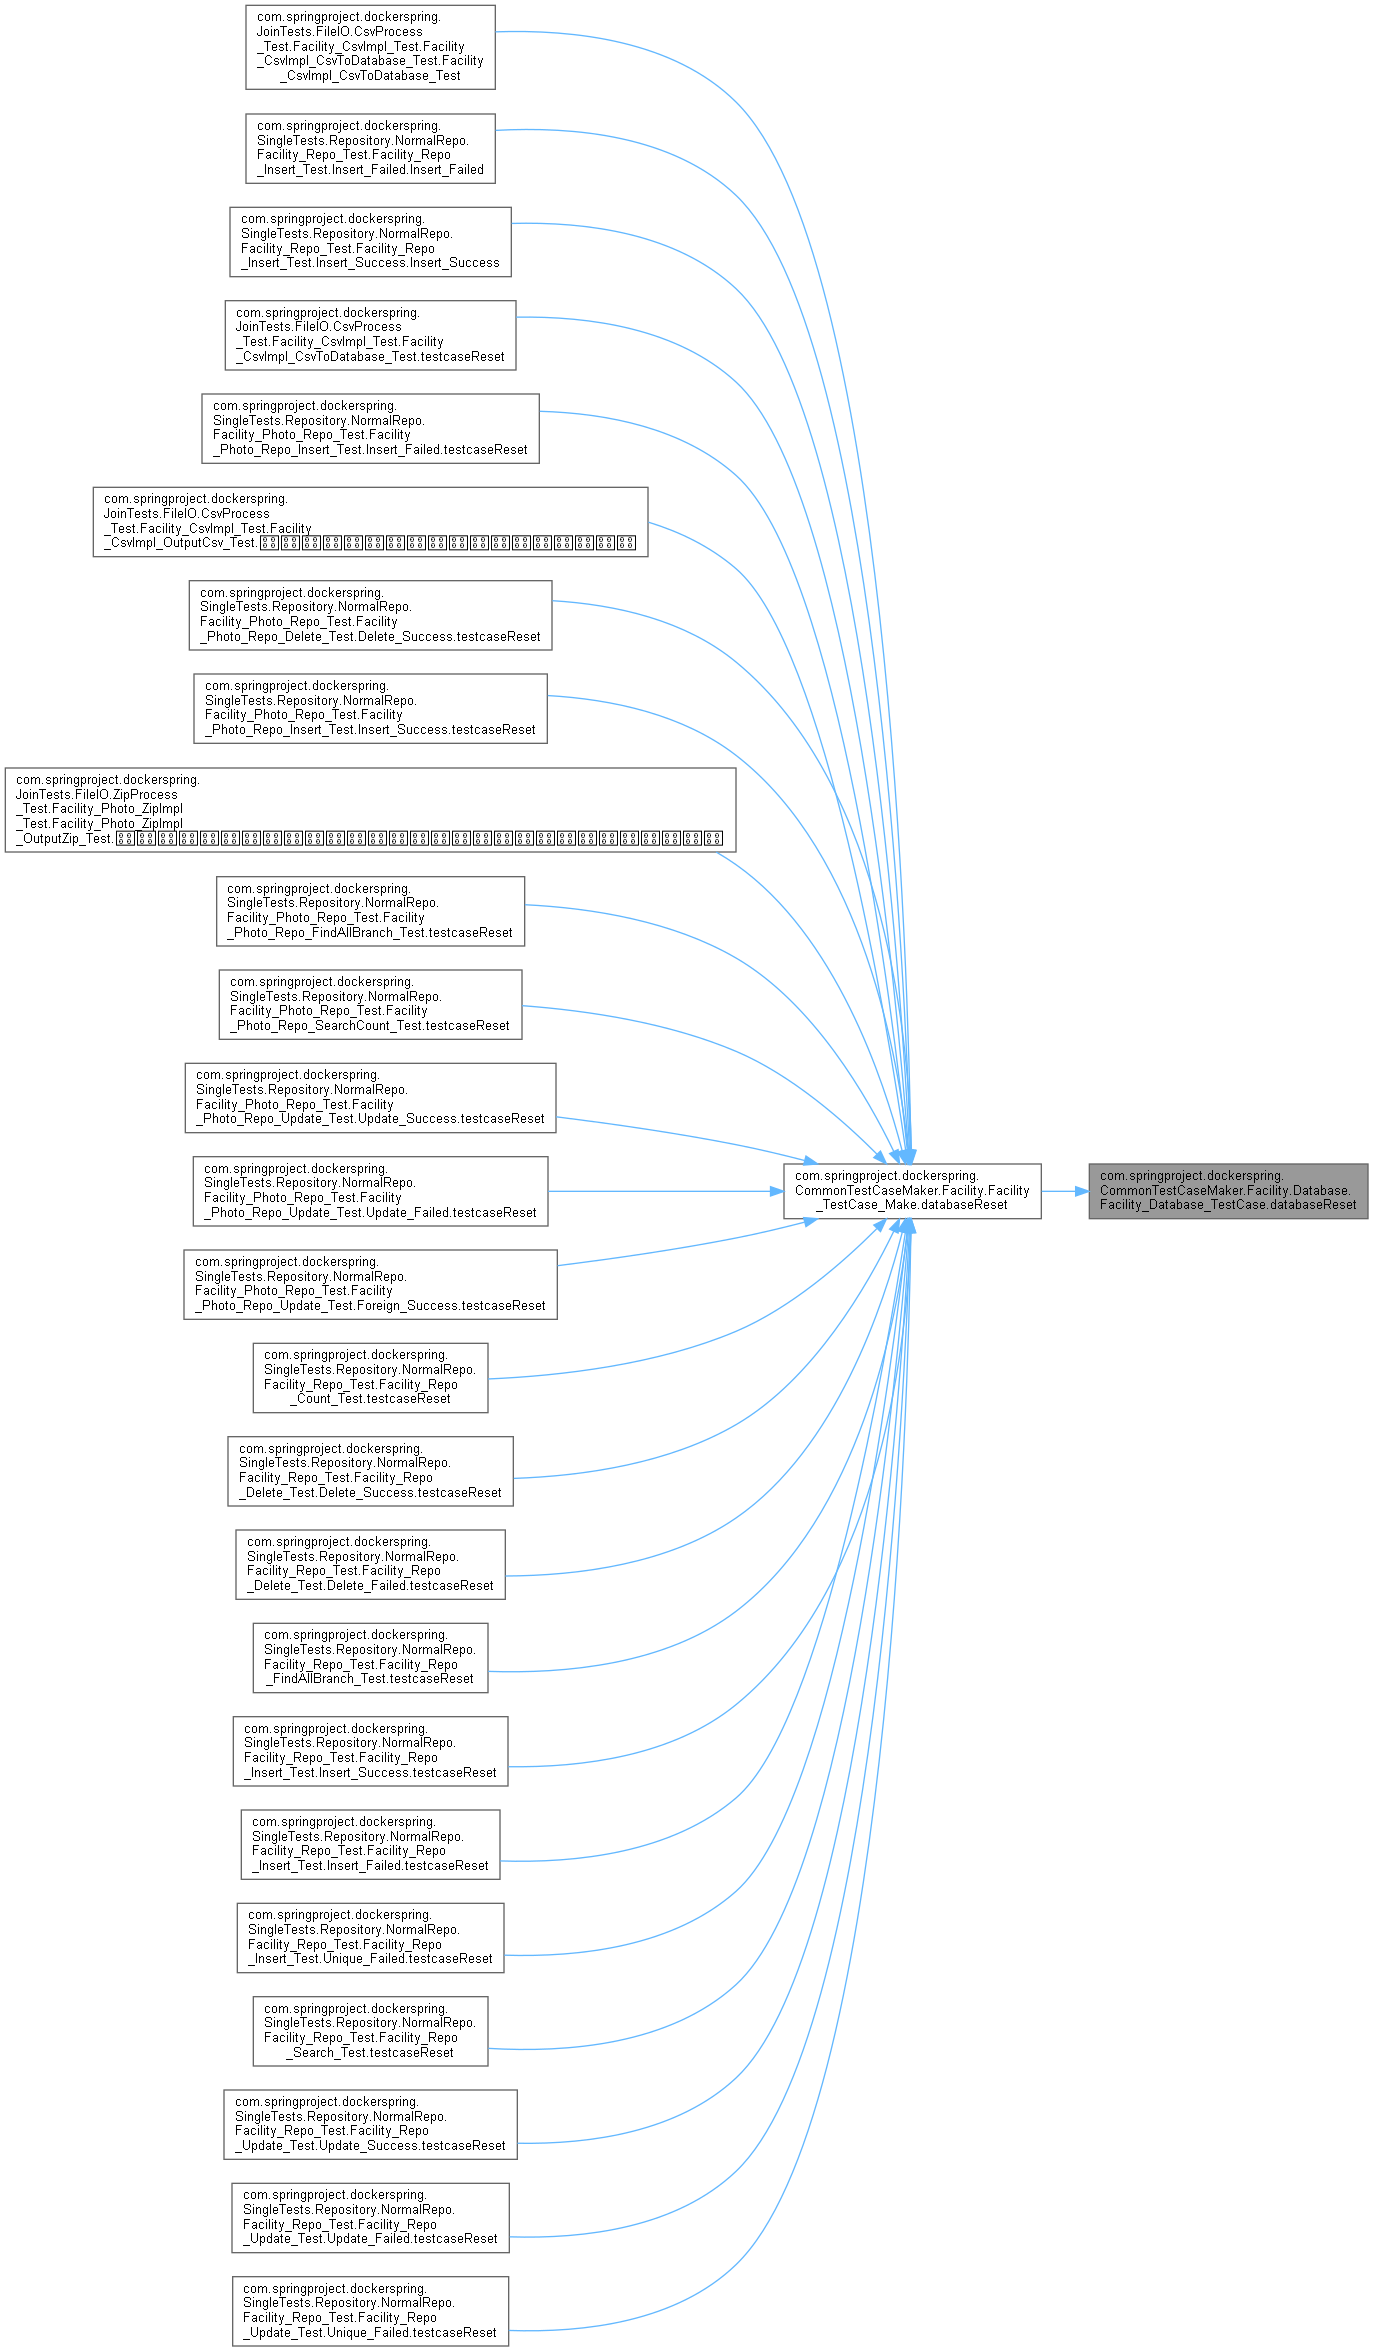 com.springproject.dockerspring.
JoinTests.FileIO.CsvProcess
_Test.Facility_CsvImpl_Test.Facility
_CsvImpl_CsvToDatabase_Test.Facility
_CsvImpl_CsvToDatabase_Test
com.springproject.dockerspring.
SingleTests.Repository.NormalRepo.
Facility_Repo_Test.Facility_Repo
_Insert_Test.Insert_Failed.Insert_Failed
com.springproject.dockerspring.
SingleTests.Repository.NormalRepo.
Facility_Repo_Test.Facility_Repo
_Insert_Test.Insert_Success.Insert_Success
com.springproject.dockerspring.
JoinTests.FileIO.CsvProcess
_Test.Facility_CsvImpl_Test.Facility
_CsvImpl_CsvToDatabase_Test.testcaseReset
com.springproject.dockerspring.
SingleTests.Repository.NormalRepo.
Facility_Photo_Repo_Test.Facility
_Photo_Repo_Insert_Test.Insert_Failed.testcaseReset
com.springproject.dockerspring.
JoinTests.FileIO.CsvProcess
_Test.Facility_CsvImpl_Test.Facility
_CsvImpl_OutputCsv_Test.
com.springproject.dockerspring.
SingleTests.Repository.NormalRepo.
Facility_Photo_Repo_Test.Facility
_Photo_Repo_Delete_Test.Delete_Success.testcaseReset
com.springproject.dockerspring.
SingleTests.Repository.NormalRepo.
Facility_Photo_Repo_Test.Facility
_Photo_Repo_Insert_Test.Insert_Success.testcaseReset
com.springproject.dockerspring.
JoinTests.FileIO.ZipProcess
_Test.Facility_Photo_ZipImpl
_Test.Facility_Photo_ZipImpl
_OutputZip_Test.
com.springproject.dockerspring.
SingleTests.Repository.NormalRepo.
Facility_Photo_Repo_Test.Facility
_Photo_Repo_FindAllBranch_Test.testcaseReset
com.springproject.dockerspring.
SingleTests.Repository.NormalRepo.
Facility_Photo_Repo_Test.Facility
_Photo_Repo_SearchCount_Test.testcaseReset
com.springproject.dockerspring.
SingleTests.Repository.NormalRepo.
Facility_Photo_Repo_Test.Facility
_Photo_Repo_Update_Test.Update_Success.testcaseReset
com.springproject.dockerspring.
SingleTests.Repository.NormalRepo.
Facility_Photo_Repo_Test.Facility
_Photo_Repo_Update_Test.Update_Failed.testcaseReset
com.springproject.dockerspring.
CommonTestCaseMaker.Facility.Facility
_TestCase_Make.databaseReset
com.springproject.dockerspring.
CommonTestCaseMaker.Facility.Database.
Facility_Database_TestCase.databaseReset
com.springproject.dockerspring.
SingleTests.Repository.NormalRepo.
Facility_Photo_Repo_Test.Facility
_Photo_Repo_Update_Test.Foreign_Success.testcaseReset
com.springproject.dockerspring.
SingleTests.Repository.NormalRepo.
Facility_Repo_Test.Facility_Repo
_Count_Test.testcaseReset
com.springproject.dockerspring.
SingleTests.Repository.NormalRepo.
Facility_Repo_Test.Facility_Repo
_Delete_Test.Delete_Success.testcaseReset
com.springproject.dockerspring.
SingleTests.Repository.NormalRepo.
Facility_Repo_Test.Facility_Repo
_Delete_Test.Delete_Failed.testcaseReset
com.springproject.dockerspring.
SingleTests.Repository.NormalRepo.
Facility_Repo_Test.Facility_Repo
_FindAllBranch_Test.testcaseReset
com.springproject.dockerspring.
SingleTests.Repository.NormalRepo.
Facility_Repo_Test.Facility_Repo
_Insert_Test.Insert_Success.testcaseReset
com.springproject.dockerspring.
SingleTests.Repository.NormalRepo.
Facility_Repo_Test.Facility_Repo
_Insert_Test.Insert_Failed.testcaseReset
com.springproject.dockerspring.
SingleTests.Repository.NormalRepo.
Facility_Repo_Test.Facility_Repo
_Insert_Test.Unique_Failed.testcaseReset
com.springproject.dockerspring.
SingleTests.Repository.NormalRepo.
Facility_Repo_Test.Facility_Repo
_Search_Test.testcaseReset
com.springproject.dockerspring.
SingleTests.Repository.NormalRepo.
Facility_Repo_Test.Facility_Repo
_Update_Test.Update_Success.testcaseReset
com.springproject.dockerspring.
SingleTests.Repository.NormalRepo.
Facility_Repo_Test.Facility_Repo
_Update_Test.Update_Failed.testcaseReset
com.springproject.dockerspring.
SingleTests.Repository.NormalRepo.
Facility_Repo_Test.Facility_Repo
_Update_Test.Unique_Failed.testcaseReset